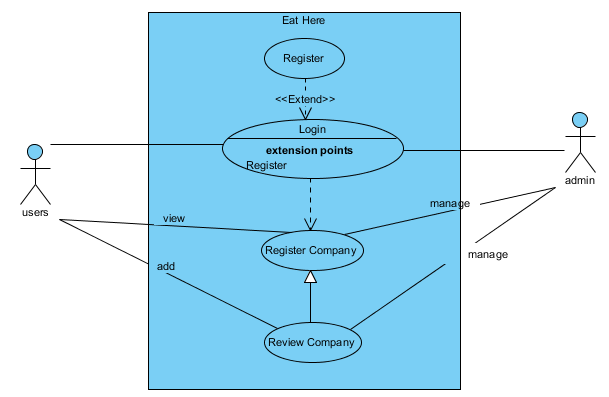 Eat Here
Register
<<Extend>>
Login
extension points
Register
users
admin
manage
view
Register Company
manage
add
Review Company